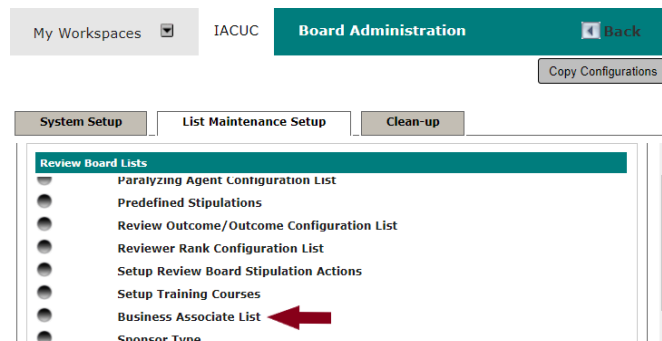 My Workspaces IACUC Board Administration Back
Copy Configurations
System Setup List Maintenance Setup Clean-up
Review Board Lists
Paralyzing Agent Configuration List
Predefined Stipulations
Review Outcome/Outcome Configuration List
Reviewer Rank Configuration List
Setup Review Board Stipulation Actions
Setup Training Courses
Business Associate List
Sponsor Type